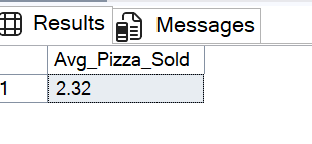 Results Messages
Avg_Pizza_Sold
1 2.32